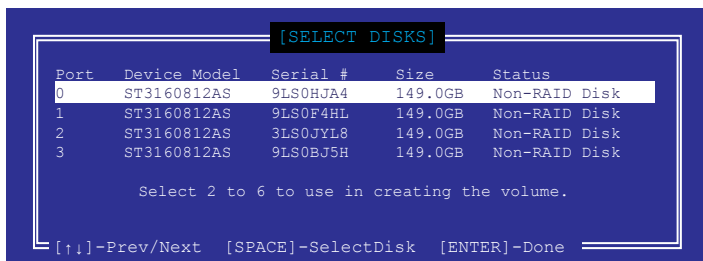 [SELECT DISKS]
Port Device Model Serial # Size Status
0 ST3160812AS 9LS0HJA4 149.0GB Non-RAID Disk
1 ST3160812AS 9LS0F4HL 149.0GB Non-RAID Disk
2 ST3160812AS 3LS0JYL8 149.0GB Non-RAID Disk
3 ST3160812AS 9LS0BJ5H 149.0GB Non-RAID Disk
Select 2 to 6 to use in creating the volume.
[↑↓]-Prev/Next [SPACE]-SelectDisk [ENTER]-Done